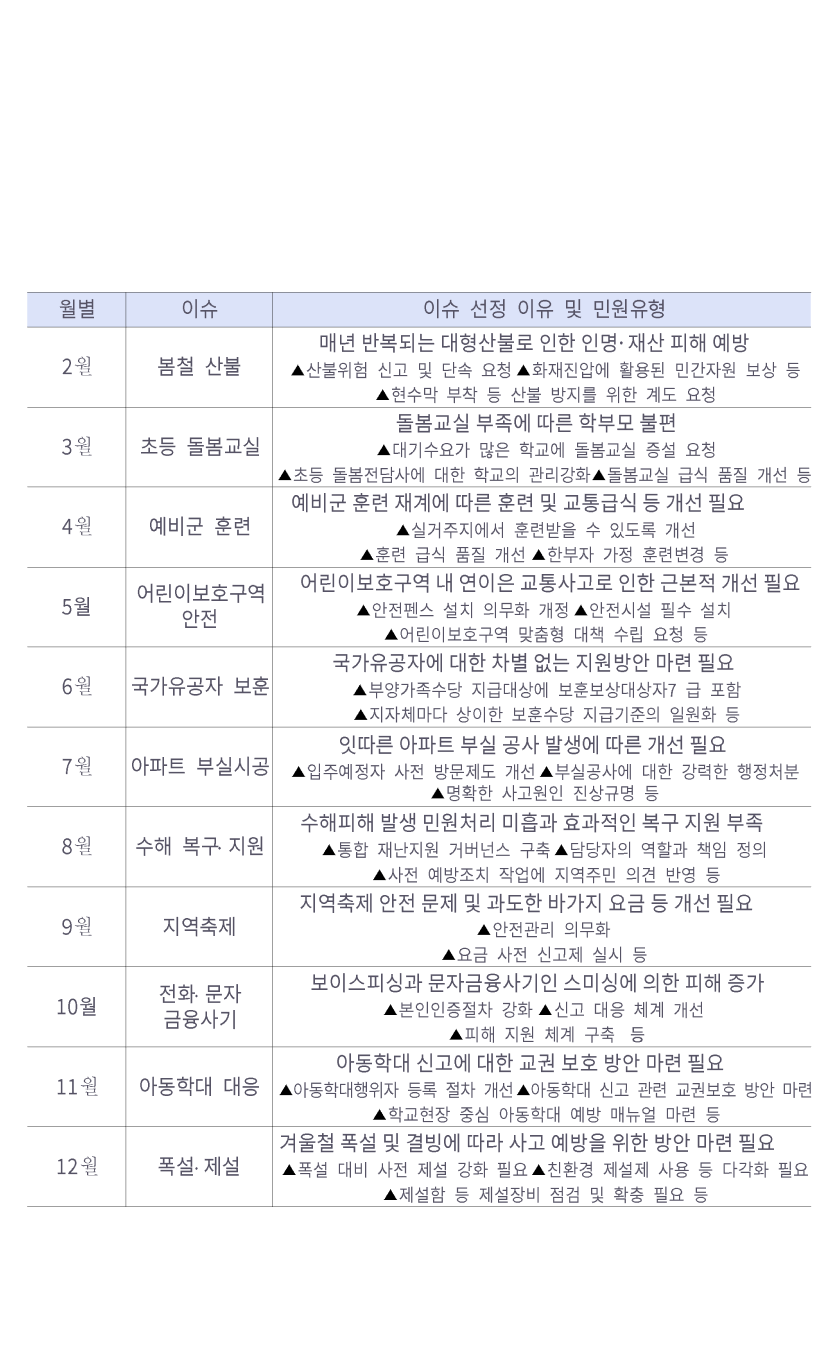 월별 이슈 이슈 선정 이유 및 민원유형
2월 봄철 산불 매년 반복되는 대형산불로 인한 인명·재산 피해 예방
▲산불위험 신고 및 단속 요청 ▲화재진압에 활용된 민간자원 보상 등
▲현수막 부착 등 산불 방지를 위한 계도 요청
3월 초등 돌봄교실 돌봄교실 부족에 따른 학부모 불편
▲대기수요가 많은 학교에 돌봄교실 증설 요청
▲초등 돌봄전담사에 대한 학교의 관리강화▲돌봄교실 급식 품질 개선 등
4월 예비군 훈련 예비군 훈련 재계에 따른 훈련 및 교통급식 등 개선 필요
▲실거주지에서 훈련받을 수 있도록 개선
▲훈련 급식 품질 개선 ▲한부자 가정 훈련변경 등
5월 어린이보호구역 안전 어린이보호구역 내 연이은 교통사고로 인한 근본적 개선 필요
▲안전펜스 설치 의무화 개정 ▲안전시설 필수 설치
▲어린이보호구역 맞춤형 대책 수립 요청 등
6월 국가유공자 보훈 국가유공자에 대한 차별 없는 지원방안 마련 필요
▲부양가족수당 지급대상에 보훈보상대상자7 급 포함
▲지자체마다 상이한 보훈수당 지급기준의 일원화 등
7월 아파트 부실시공 잇따른 아파트 부실 공사 발생에 따른 개선 필요
▲입주예정자 사전 방문제도 개선 ▲부실공사에 대한 강력한 행정처분
▲명확한 사고원인 진상규명 등
8월 수해 복구· 지원 수해피해 발생 민원처리 미흡과 효과적인 복구 지원 부족
▲통합 재난지원 거버넌스 구축 ▲담당자의 역할과 책임 정의
▲사전 예방조치 작업에 지역주민 의견 반영 등
9월 지역축제 지역축제 안전 문제 및 과도한 바가지 요금 등 개선 필요
▲안전관리 의무화
▲요금 사전 신고제 실시 등
10월 전화· 문자 금융사기 보이스피싱과 문자금융사기인 스미싱에 의한 피해 증가
▲본인인증절차 강화 ▲신고 대응 체계 개선
▲피해 지원 체계 구축 등
11월 아동학대 대응 아동학대 신고에 대한 교권 보호 방안 마련 필요
▲아동학대행위자 등록 절차 개선 ▲아동학대 신고 관련 교권보호 방안 마련
▲학교현장 중심 아동학대 예방 매뉴얼 마련 등
12월 폭설· 제설 겨울철 폭설 및 결빙에 따라 사고 예방을 위한 방안 마련 필요
▲폭설 대비 사전 제설 강화 필요 ▲친환경 제설제 사용 등 다각화 필요
▲제설함 등 제설장비 점검 및 확충 필요 등